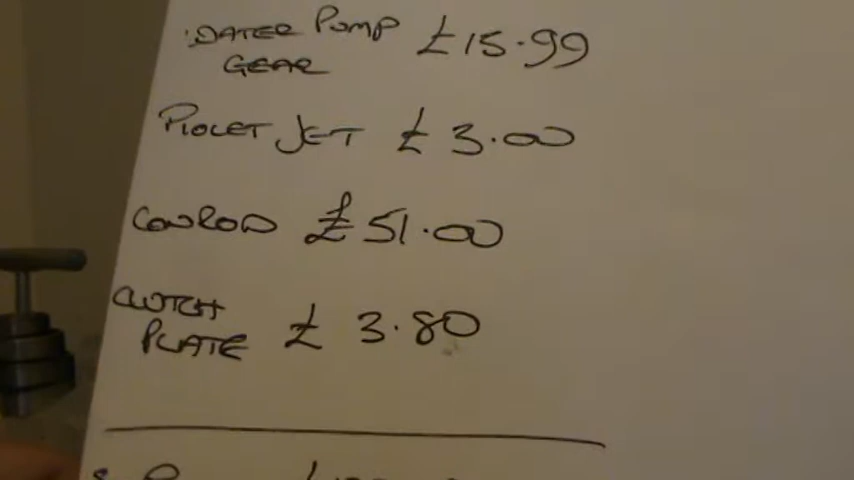 WATER PUMP £15.99
GEAR
PIOLET JET £3.00
CONROD £51.00
CLUTCH
PLATE £3.80